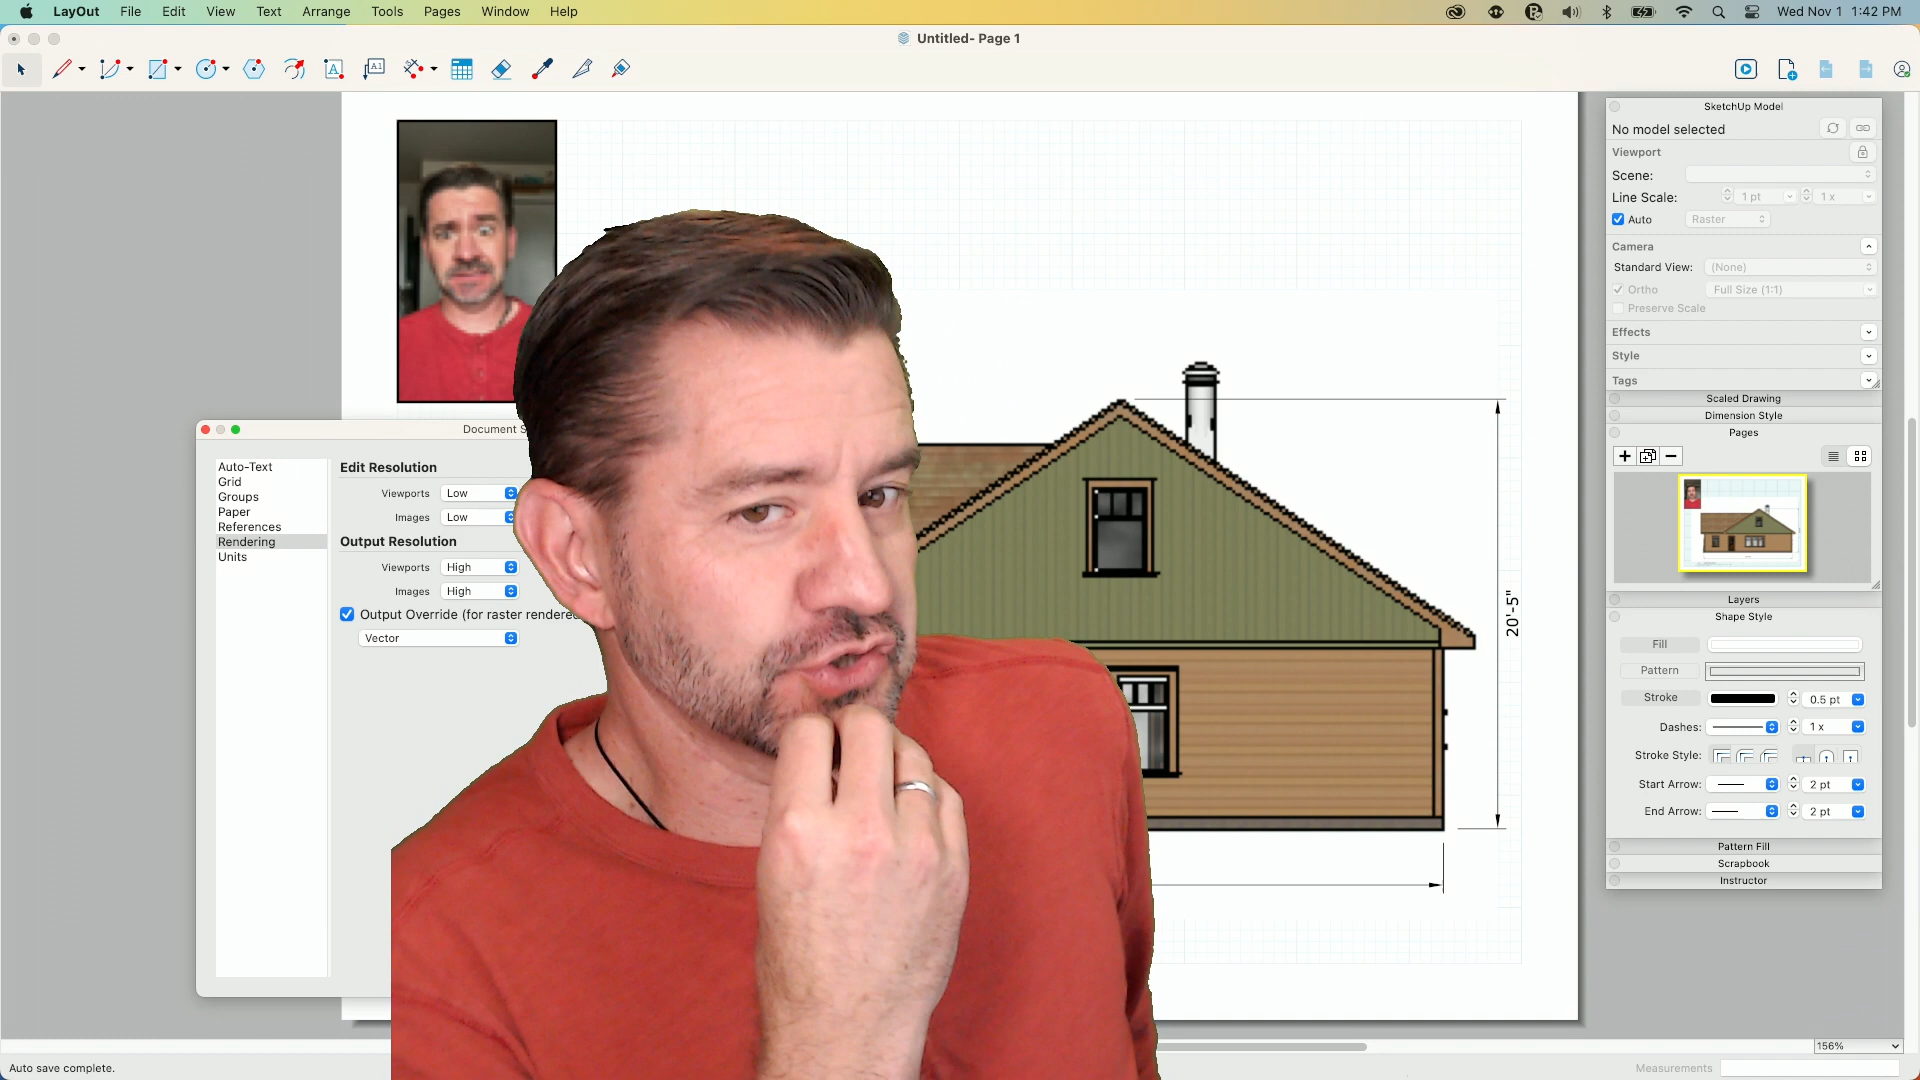 LayOut File Edit View Text Arrange Tools Pages Window Help
Wed Nov 1 1:42 PM
Untitled- Page 1
A
A1
SketchUp Model
No model selected
Viewport
Scene:
Line Scale: 1 pt 1 x
Auto Raster
Camera
Standard View: (None)
Ortho Full Size (1:1)
Preserve Scale
Effects
Style
Tags
Scaled Drawing
Dimension Style
Pages
Layers
Shape Style
Fill
Pattern
Stroke 0.5 pt
Dashes: 1 x
Stroke Style:
Start Arrow: 2 pt
End Arrow: 2 pt
Pattern Fill
Scrapbook
Instructor
Document S
Auto-Text
Grid
Groups
Paper
References
Rendering
Units
Edit Resolution
Viewports Low
Images Low
Output Resolution
Viewports High
Images High
Output Override (for raster rendere
Vector
20'-5"
156%
Auto save complete.
Measurements